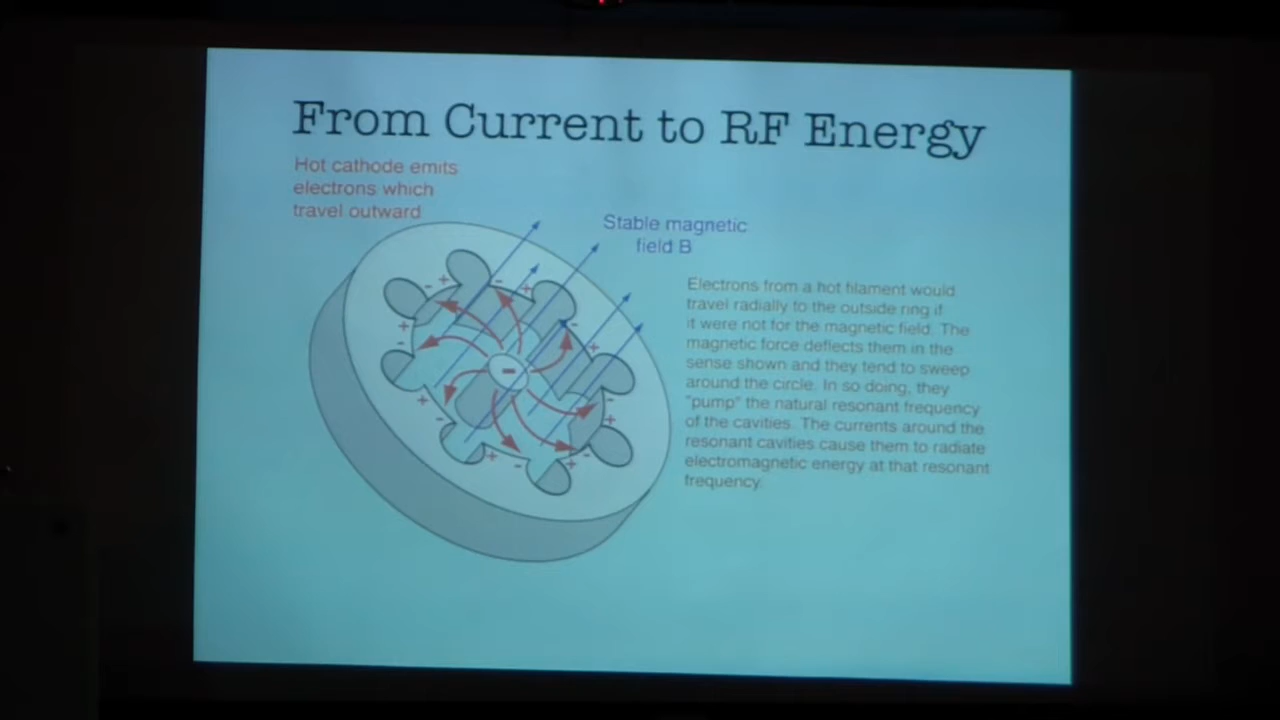 From Current to RF Energy
Hot cathode emits
electrons which
travel outward
Stable magnetic
field B
Electrons from a hot filament would
travel radially to the outside ring if
it were not for the magnetic field. The
magnetic force deflects them in the
sense shown and they tend to sweep
around the circle. In so doing, they
"pump" the natural resonant frequency
of the cavities. The currents around the
resonant cavities cause them to radiate
electromagnetic energy at that resonant
frequency.